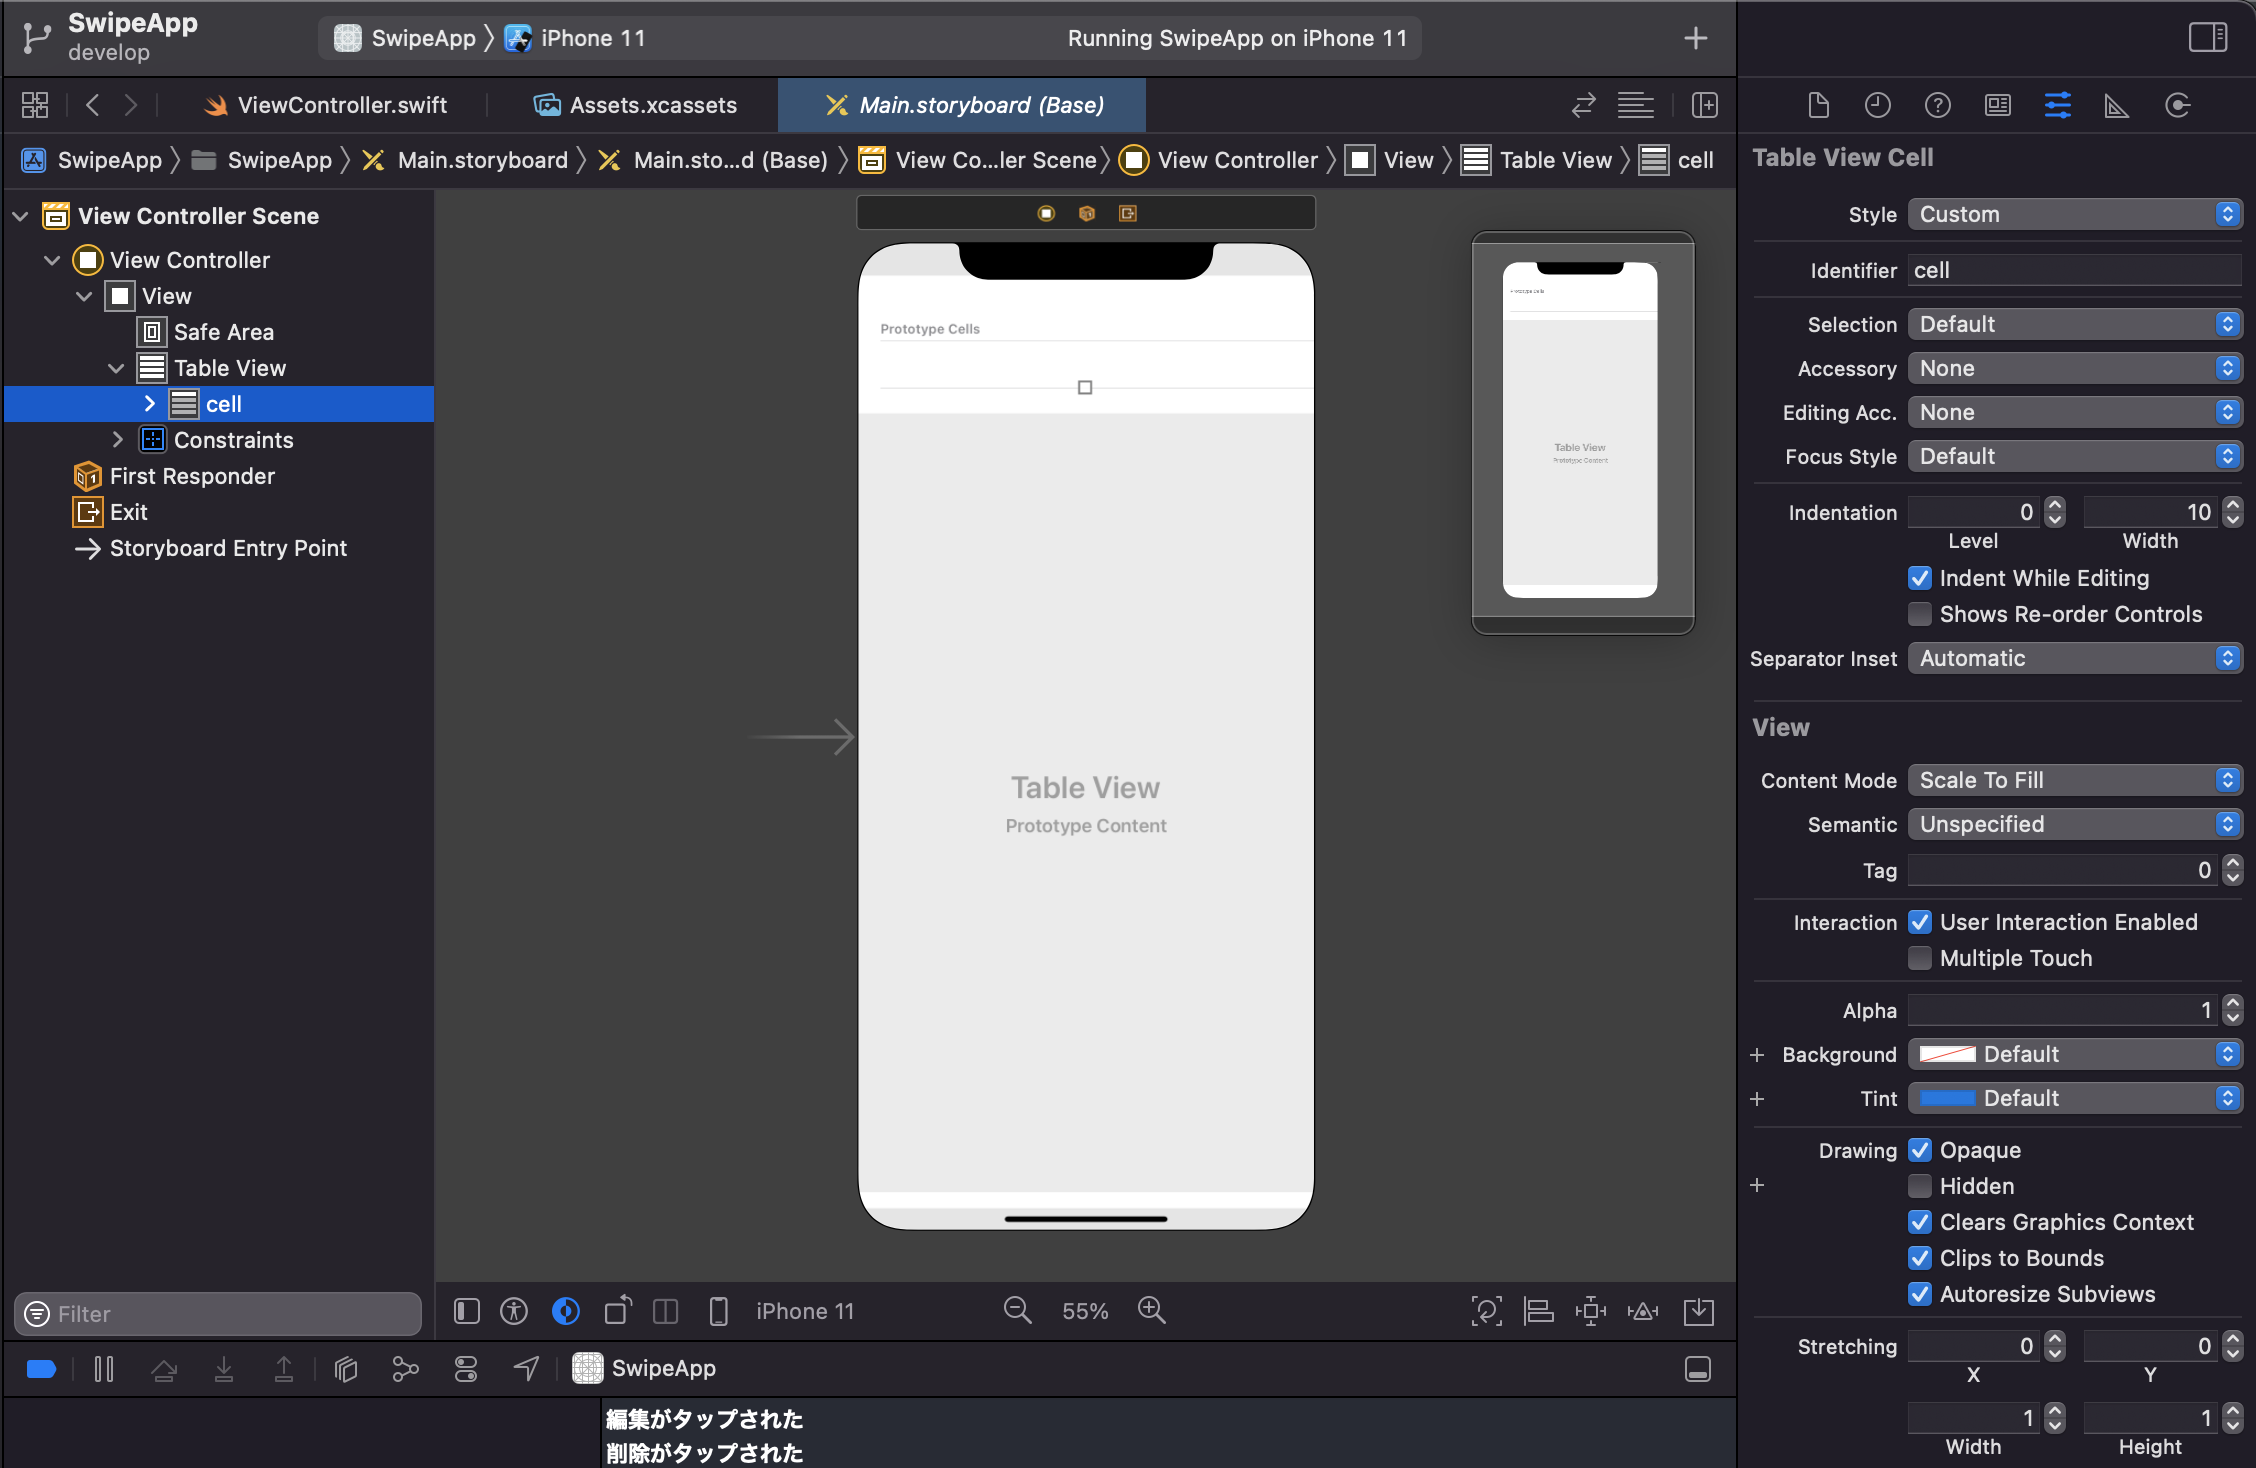 SwipeApp
develop
SwipeApp
iPhone 11
Running SwipeApp on iPhone 11
ViewController.swift
Assets.xcassets
Main.storyboard (Base)
SwipeApp
SwipeApp
Main.storyboard
Main.sto...d (Base)
View Co...ler Scene
View Controller
View
Table View
cell
View Controller Scene
View Controller
View
Safe Area
Table View
cell
Constraints
First Responder
Exit
Storyboard Entry Point
Filter
Prototype Cells
Table View
Prototype Content
Prototype Cells
Table View
Prototype Content
iPhone 11
55%
SwipeApp
編集がタップされた
削除がタップされた
Table View Cell
Style Custom
Identifier cell
Selection Default
Accessory None
Editing Acc. None
Focus Style Default
Indentation 0 10
Level Width
Indent While Editing
Shows Re-order Controls
Separator Inset Automatic
View
Content Mode Scale To Fill
Semantic Unspecified
Tag 0
Interaction User Interaction Enabled
Multiple Touch
Alpha 1
Background Default
Tint Default
Drawing Opaque
Hidden
Clears Graphics Context
Clips to Bounds
Autoresize Subviews
Stretching 0 0
X Y
1 1
Width Height